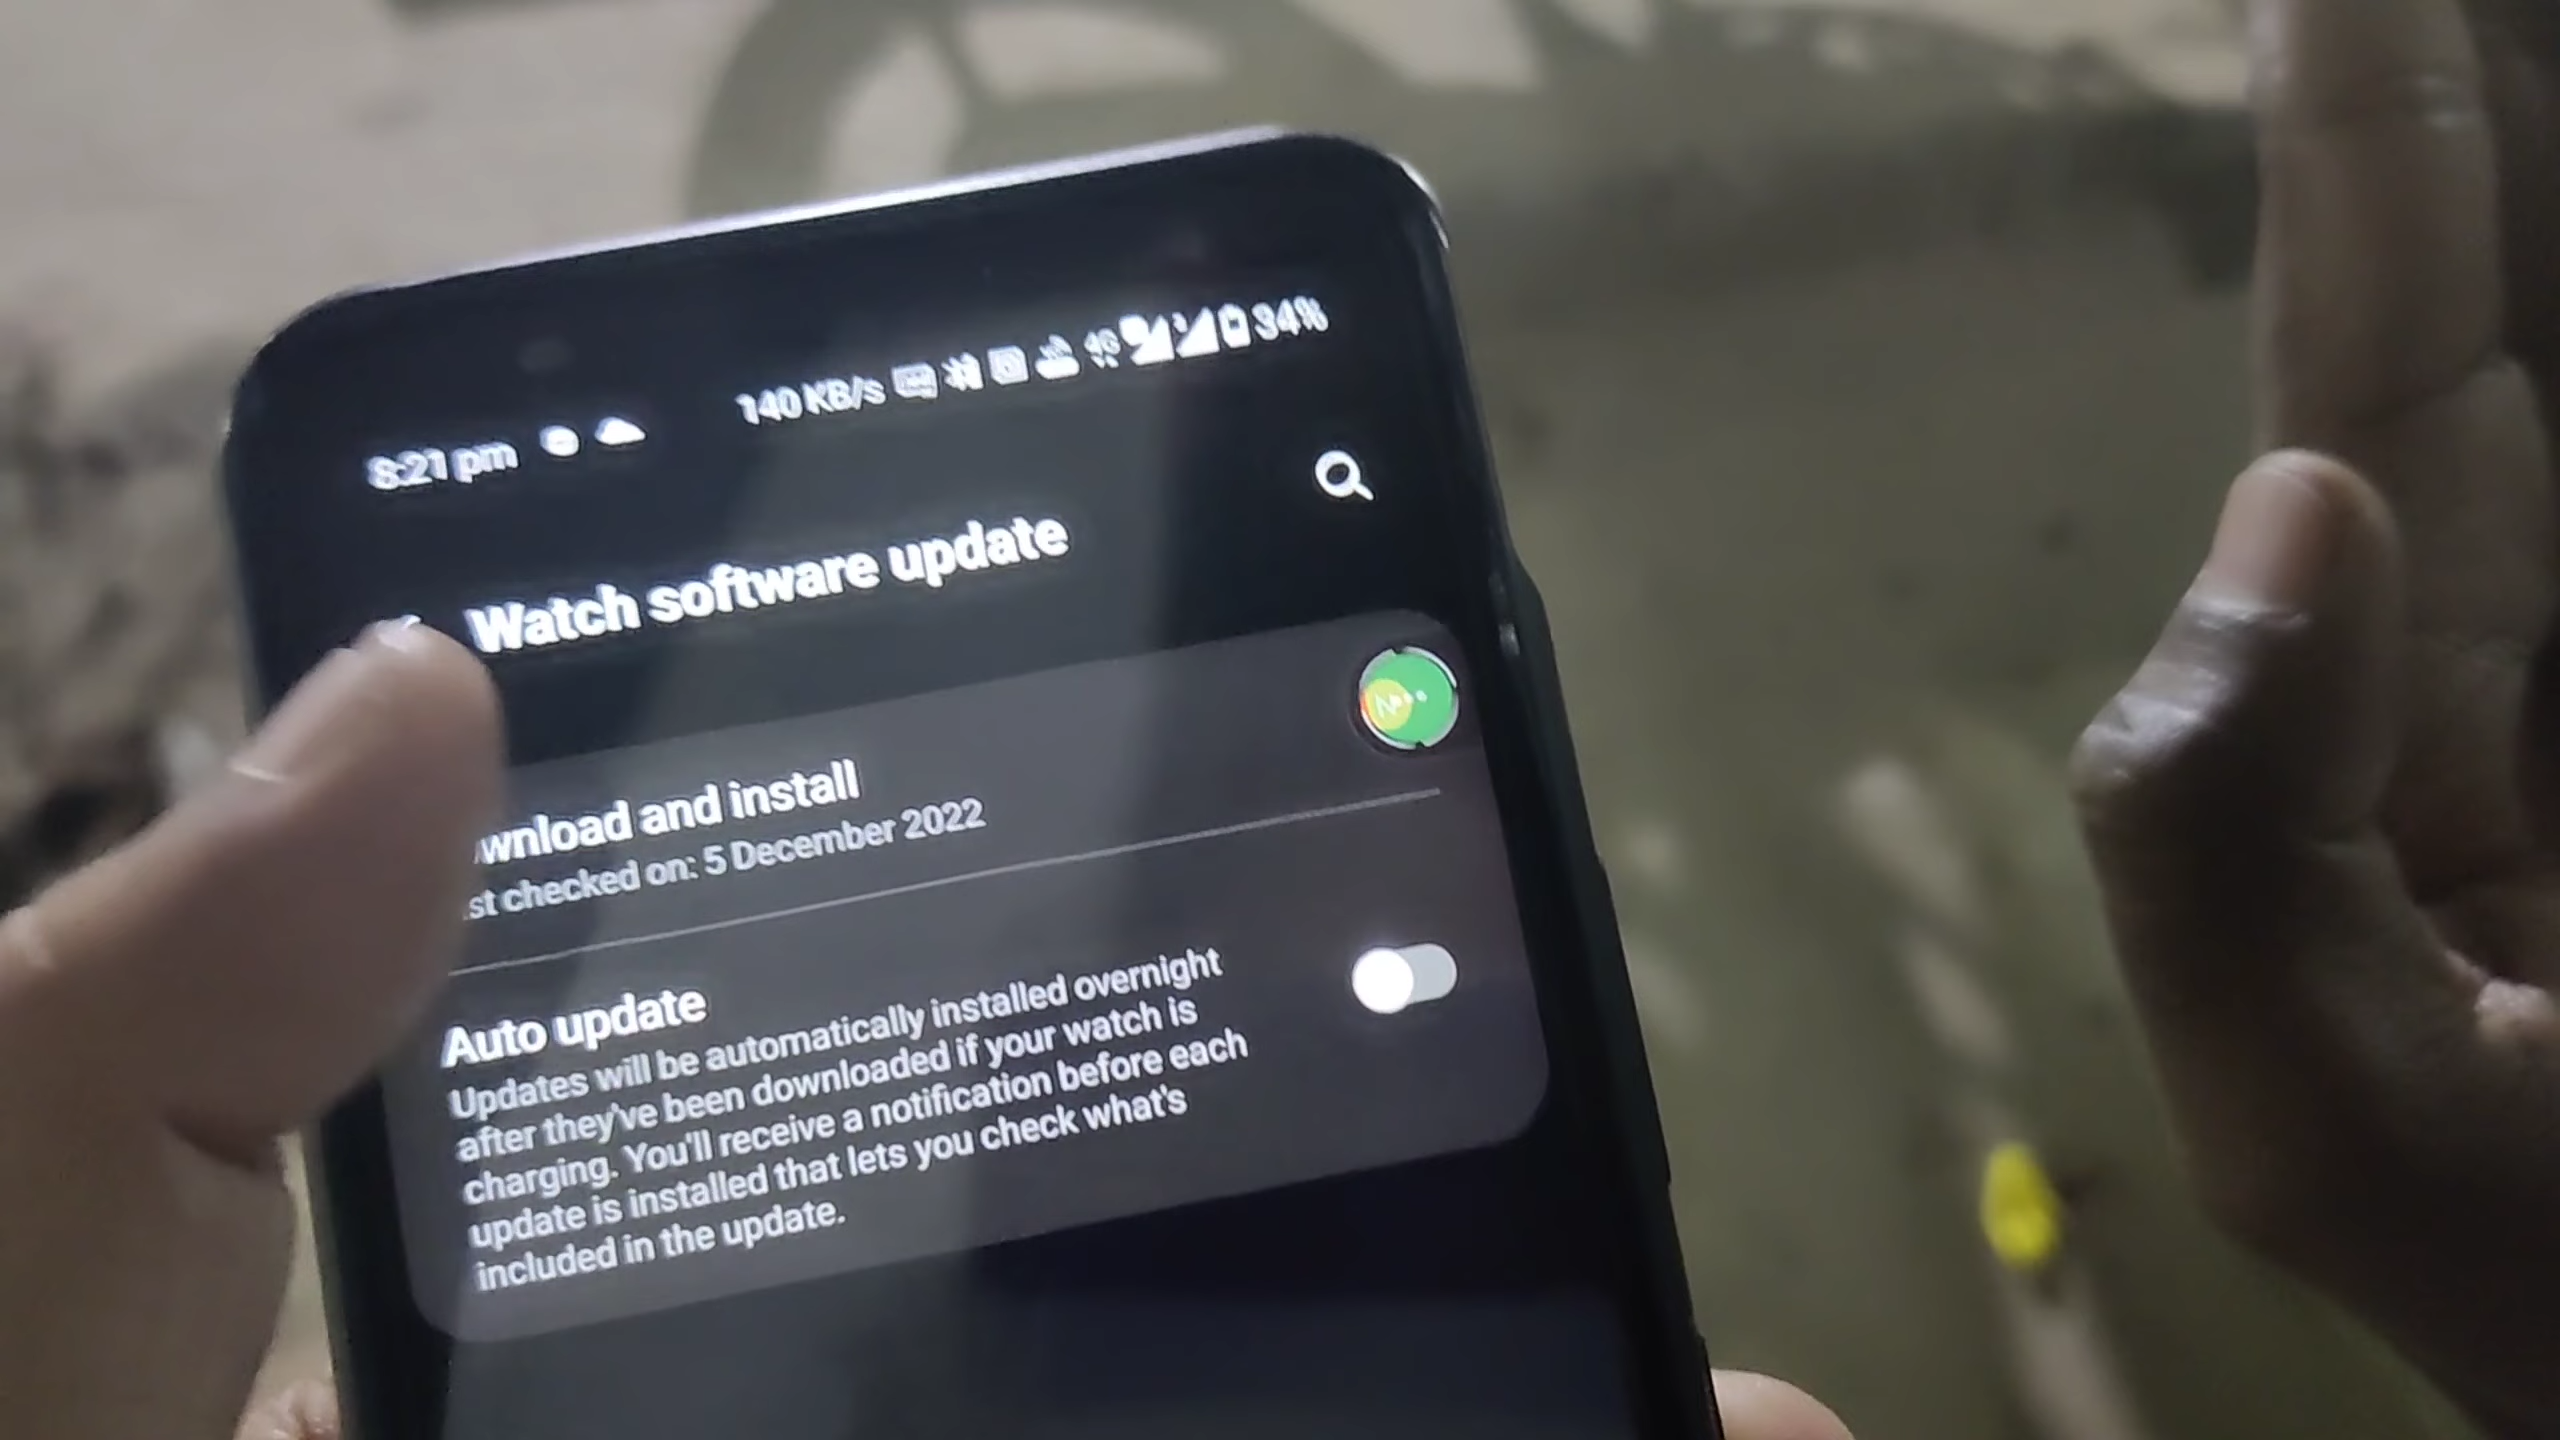 8:21 pm 140 KB/s 4G 34%
Watch software update
wnload and install
st checked on: 5 December 2022
Auto update
Updates will be automatically installed overnight
after they've been downloaded if your watch is
charging. You'll receive a notification before each
update is installed that lets you check what's
included in the update.